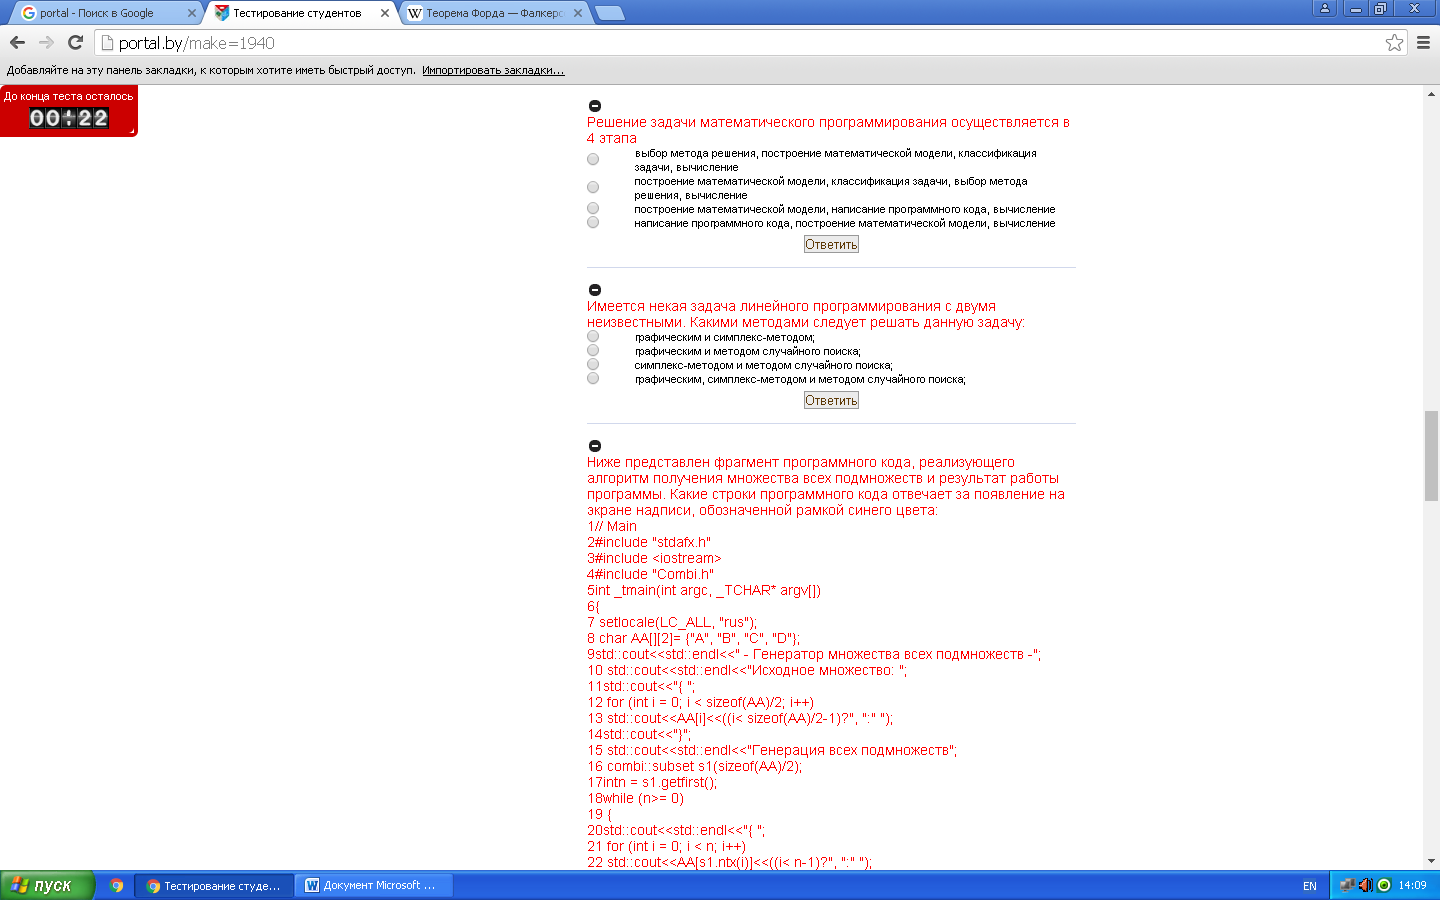 portal - Поиск в Google
Тестирование студентов
Теорема Форда — Фалкерс
portal.by/make=1940
Добавляйте на эту панель закладки, к которым хотите иметь быстрый доступ. Импортировать закладки...
До конца теста осталось
00:22
Решение задачи математического программирования осуществляется в
4 этапа
выбор метода решения, построение математической модели, классификация
задачи, вычисление
построение математической модели, классификация задачи, выбор метода
решения, вычисление
построение математической модели, написание программного кода, вычисление
написание программного кода, построение математической модели, вычисление
Ответить
Имеется некая задача линейного программирования с двумя
неизвестными. Какими методами следует решать данную задачу:
графическим и симплекс-методом;
графическим и методом случайного поиска;
симплекс-методом и методом случайного поиска;
графическим, симплекс-методом и методом случайного поиска;
Ответить
Ниже представлен фрагмент программного кода, реализующего
алгоритм получения множества всех подмножеств и результат работы
программы. Какие строки программного кода отвечает за появление на
экране надписи, обозначенной рамкой синего цвета:
1// Main
2#include "stdafx.h"
3#include <iostream>
4#include "Combi.h"
5int _tmain(int argc, _TCHAR* argv[])
6{
7 setlocale(LC_ALL, "rus");
8 char AA[][2]= {"A", "B", "C", "D"};
9std::cout<<std::endl<<" - Генератор множества всех подмножеств -";
10 std::cout<<std::endl<<"Исходное множество: ";
11std::cout<<"{ ";
12 for (int i = 0; i < sizeof(AA)/2; i++)
13 std::cout<<AA[i]<<((i< sizeof(AA)/2-1)?", ":" ");
14std::cout<<"}";
15 std::cout<<std::endl<<"Генерация всех подмножеств";
16 combi::subset s1(sizeof(AA)/2);
17intn = s1.getfirst();
18while (n>= 0)
19 {
20std::cout<<std::endl<<"{ ";
21 for (int i = 0; i < n; i++)
22 std::cout<<AA[s1.ntx(i)]<<((i< n-1)?", ":" ");
пуск
Тестирование студе...
Документ Microsoft ...
EN
14:09